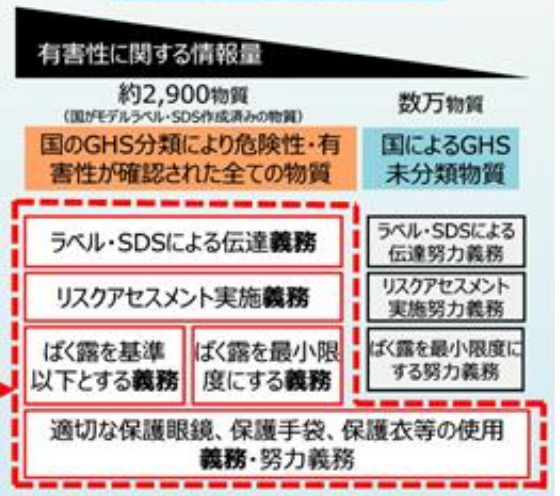 有害性に関する情報量
約2,900物質
(国がモデルラベル・SDS作成済みの物質)
国のGHS分類により危険性・有
害性が確認された全ての物質
数万物質
国によるGHS
未分類物質
ラベル・SDSによる伝達義務
リスクアセスメント実施義務
ばく露を基準
以下とする義務
ばく露を最小限
度にする義務
ラベル・SDSによる
伝達努力義務
リスクアセスメント
実施努力義務
ばく露を最小限度に
する努力義務
適切な保護眼鏡、保護手袋、保護衣等の使用
義務・努力義務